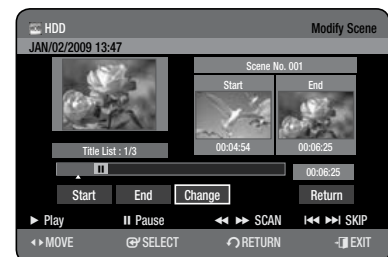 HDD Modify Scene
JAN/02/2009 13:47
Scene No. 001
Start End
Title List : 1/3 00:04:54 00:06:25
00:06:25
Start End Change Return
► Play II Pause ◄◄ ►► SCAN I◄◄ ►►I SKIP
◄► MOVE SELECT RETURN EXIT